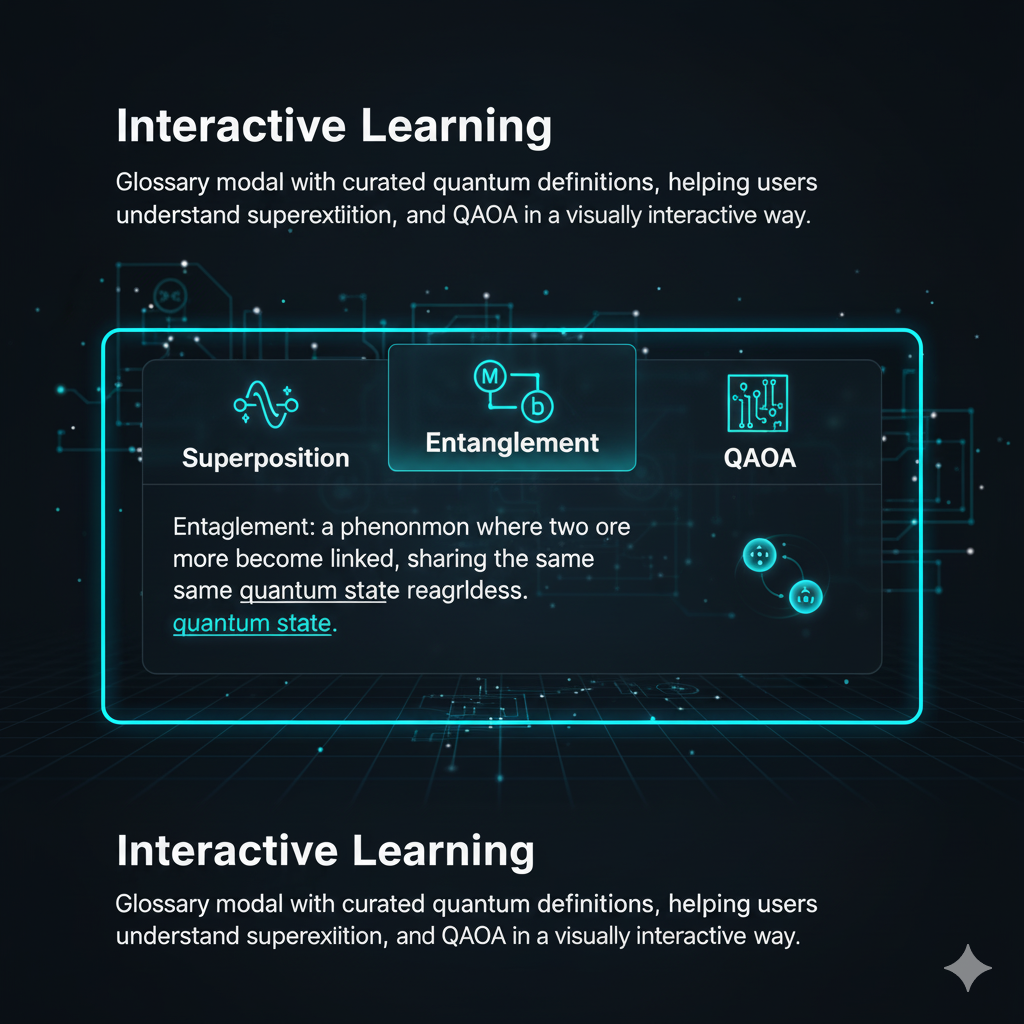 Interactive Learning
Glossary modal with curated quantum definitions, helping users
understand superextiition, and QAOA in a visually interactive way.
M
b
Superposition
Entanglement
QAOA
Entaglement: a phenonmon where two ore
more become linked, sharing the same
same quantum state reagrldess.
quantum state.
Interactive Learning
Glossary modal with curated quantum definitions, helping users
understand superexiition, and QAOA in a visually interactive way.